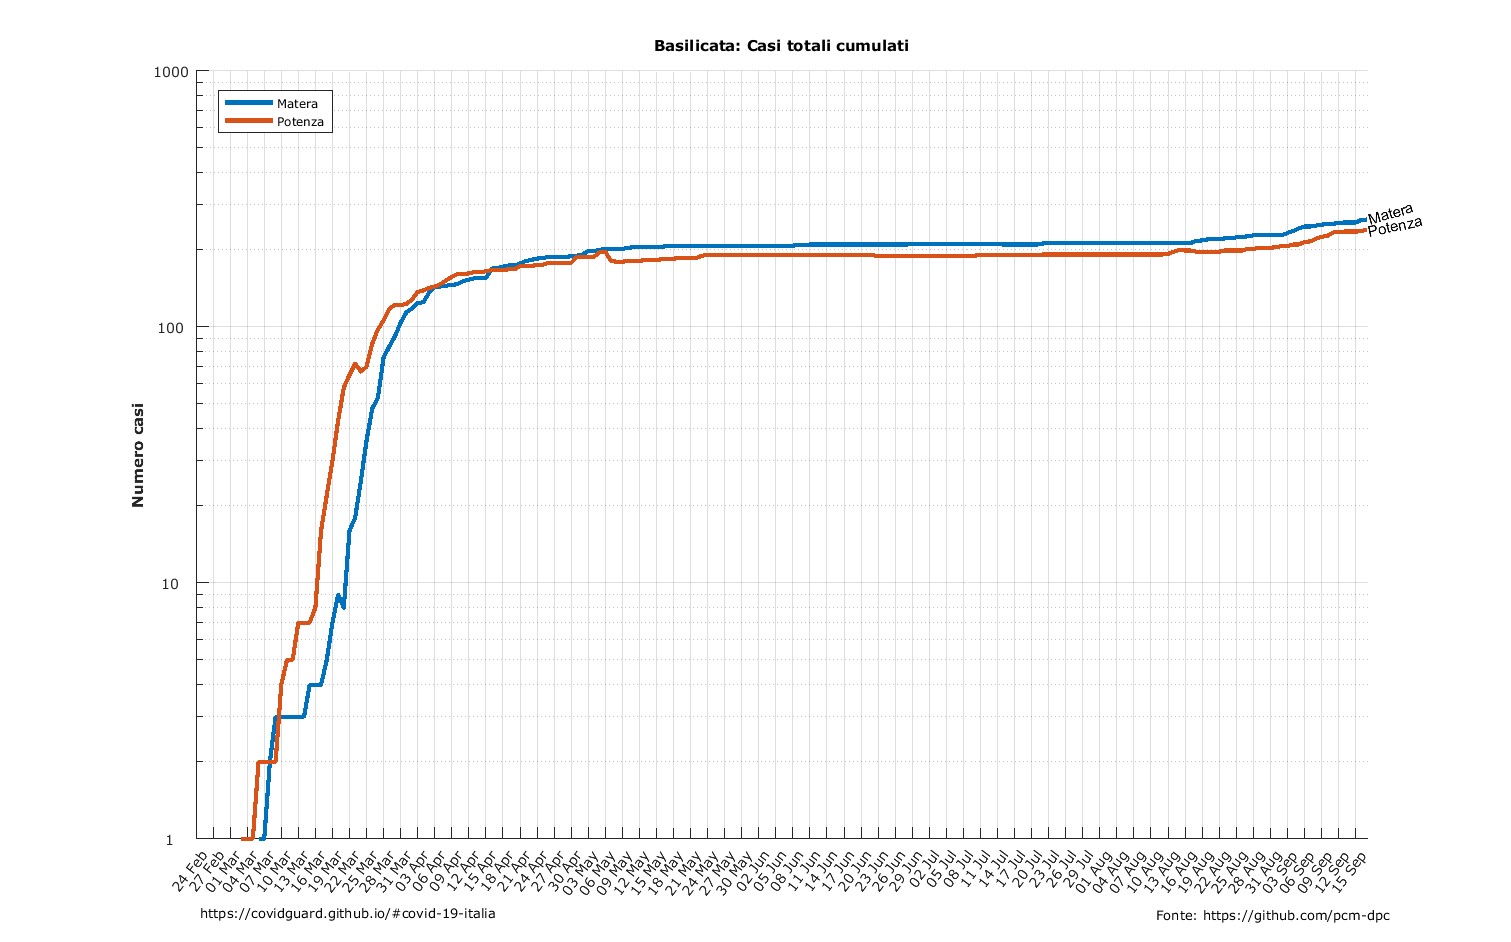 Basilicata: Casi totali cumulati
1000
100
10
1
Numero casi
Matera
Potenza
Matera
Potenza
24 Feb
27 Feb
01 Mar
04 Mar
07 Mar
10 Mar
13 Mar
16 Mar
19 Mar
22 Mar
25 Mar
28 Mar
31 Mar
03 Apr
06 Apr
09 Apr
12 Apr
15 Apr
18 Apr
21 Apr
24 Apr
27 Apr
30 Apr
03 May
06 May
09 May
12 May
15 May
18 May
21 May
24 May
27 May
30 May
02 Jun
05 Jun
08 Jun
11 Jun
14 Jun
17 Jun
20 Jun
23 Jun
26 Jun
29 Jun
02 Jul
05 Jul
08 Jul
11 Jul
14 Jul
17 Jul
20 Jul
23 Jul
26 Jul
29 Jul
01 Aug
04 Aug
07 Aug
10 Aug
13 Aug
16 Aug
19 Aug
22 Aug
25 Aug
28 Aug
31 Aug
03 Sep
06 Sep
09 Sep
12 Sep
15 Sep
https://covidguard.github.io/#covid-19-italia
Fonte: https://github.com/pcm-dpc